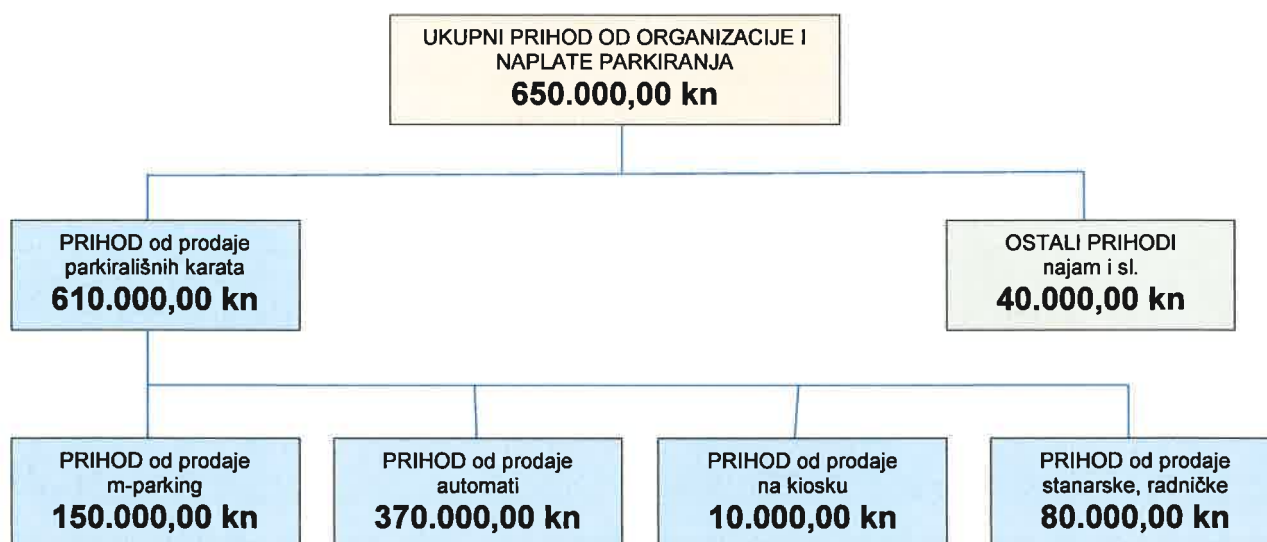 UKUPNI PRIHOD OD ORGANIZACIJE I
NAPLATE PARKIRANJA
650.000,00 kn
PRIHOD od prodaje
parkirališnih karata
610.000,00 kn
OSTALI PRIHODI
najam i sl.
40.000,00 kn
PRIHOD od prodaje
m-parking
150.000,00 kn
PRIHOD od prodaje
automati
370.000,00 kn
PRIHOD od prodaje
na kiosku
10.000,00 kn
PRIHOD od prodaje
stanarske, radničke
80.000,00 kn